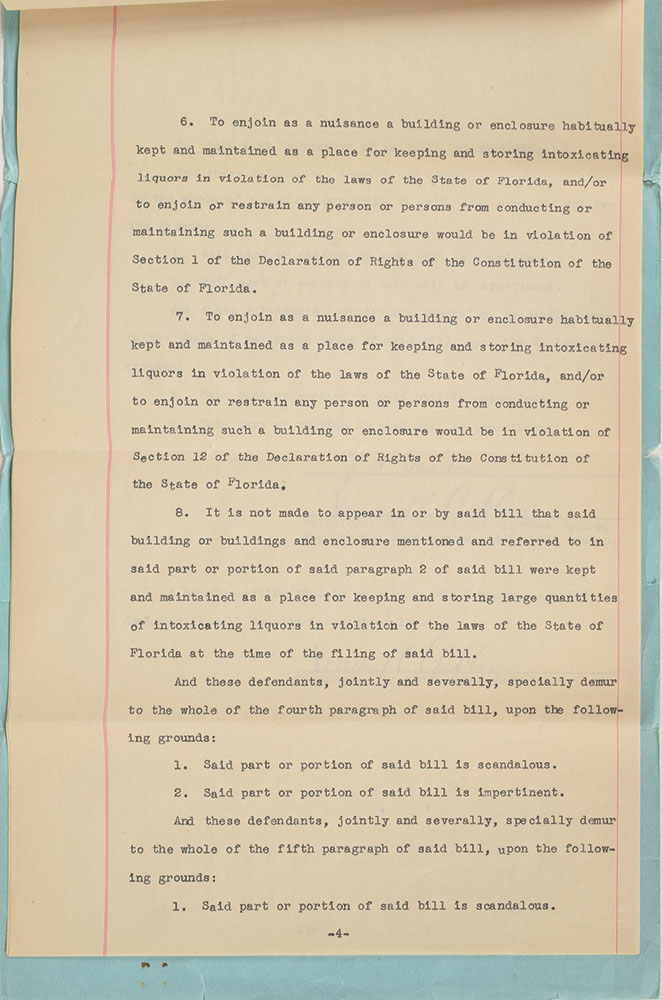 6. To enjoin as a nuisance a building or enclosure habitually
kept and maintained as a place for keeping and storing intoxicating
liquors in violation of the laws of the State of Florida, and/or
to enjoin or restrain any person or persons from conducting or
maintaining such a building or enclosure would be in violation of
Section 1 of the Declaration of Rights of the Constitution of the
State of Florida.
7. To enjoin as a nuisance a building or enclosure habitually
kept and maintained as a place for keeping and storing intoxicating
liquors in violation of the laws of the State of Florida, and/or
to enjoin or restrain any person or persons from conducting or
maintaining such a building or enclosure would be in violation of
Section 12 of the Declaration of Rights of the Constitution of
the State of Florida.
8. It is not made to appear in or by said bill that said
building or buildings and enclosure mentioned and referred to in
said part or portion of said paragraph 2 of said bill were kept
and maintained as a place for keeping and storing large quantities
of intoxicating liquors in violation of the laws of the State of
Florida at the time of the filing of said bill.
And these defendants, jointly and severally, specially demur
to the whole of the fourth paragraph of said bill, upon the follow-
ing grounds:
1. Said part or portion of said bill is scandalous.
2. Said part or portion of said bill is impertinent.
And these defendants, jointly and severally, specially demur
to the whole of the fifth paragraph of said bill, upon the follow-
ing grounds:
1. Said part or portion of said bill is scandalous.
-4-